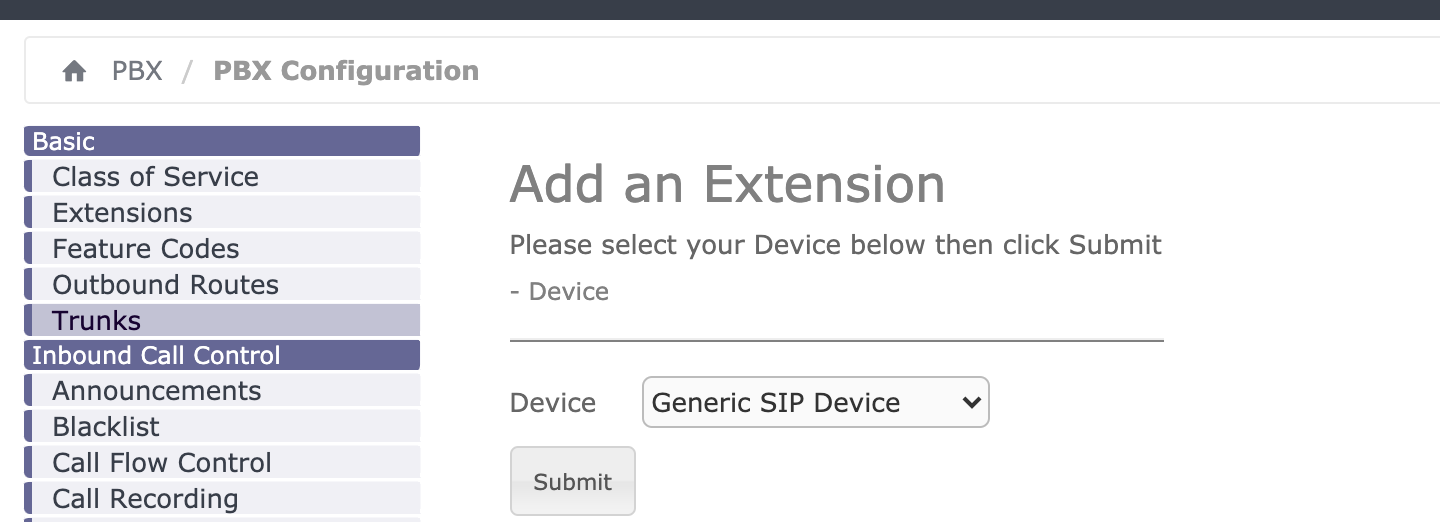 PBX / PBX Configuration
Basic
Class of Service
Extensions
Feature Codes
Outbound Routes
Trunks
Inbound Call Control
Announcements
Blacklist
Call Flow Control
Call Recording
Add an Extension
Please select your Device below then click Submit
- Device
Device Generic SIP Device
Submit